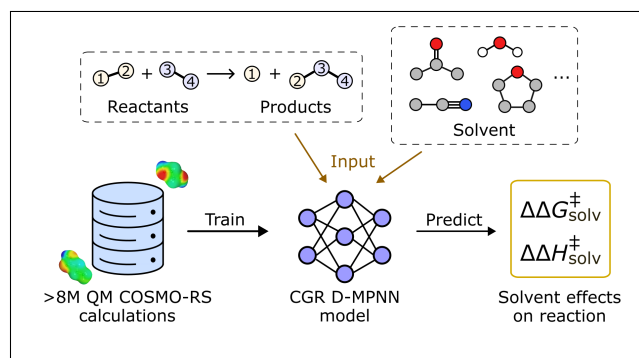 1 2 + 3 4 → 1 + 2 3 4
Reactants Products
...
Solvent
Input
Train
Predict
ΔΔG‡solv
ΔΔH‡solv
>8M QM COSMO-RS
calculations
CGR D-MPNN
model
Solvent effects
on reaction